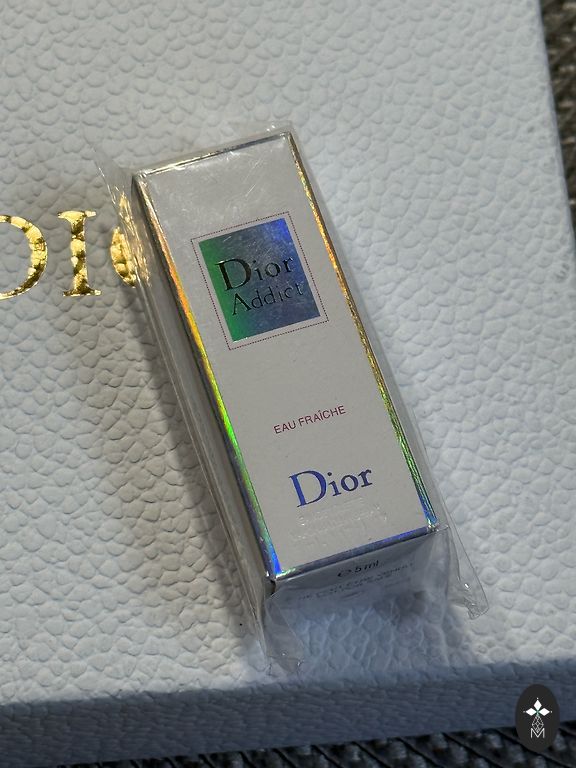 DIO
Dior
Addict
EAU FRAÎCHE
Dior
℮ 5 ml
M